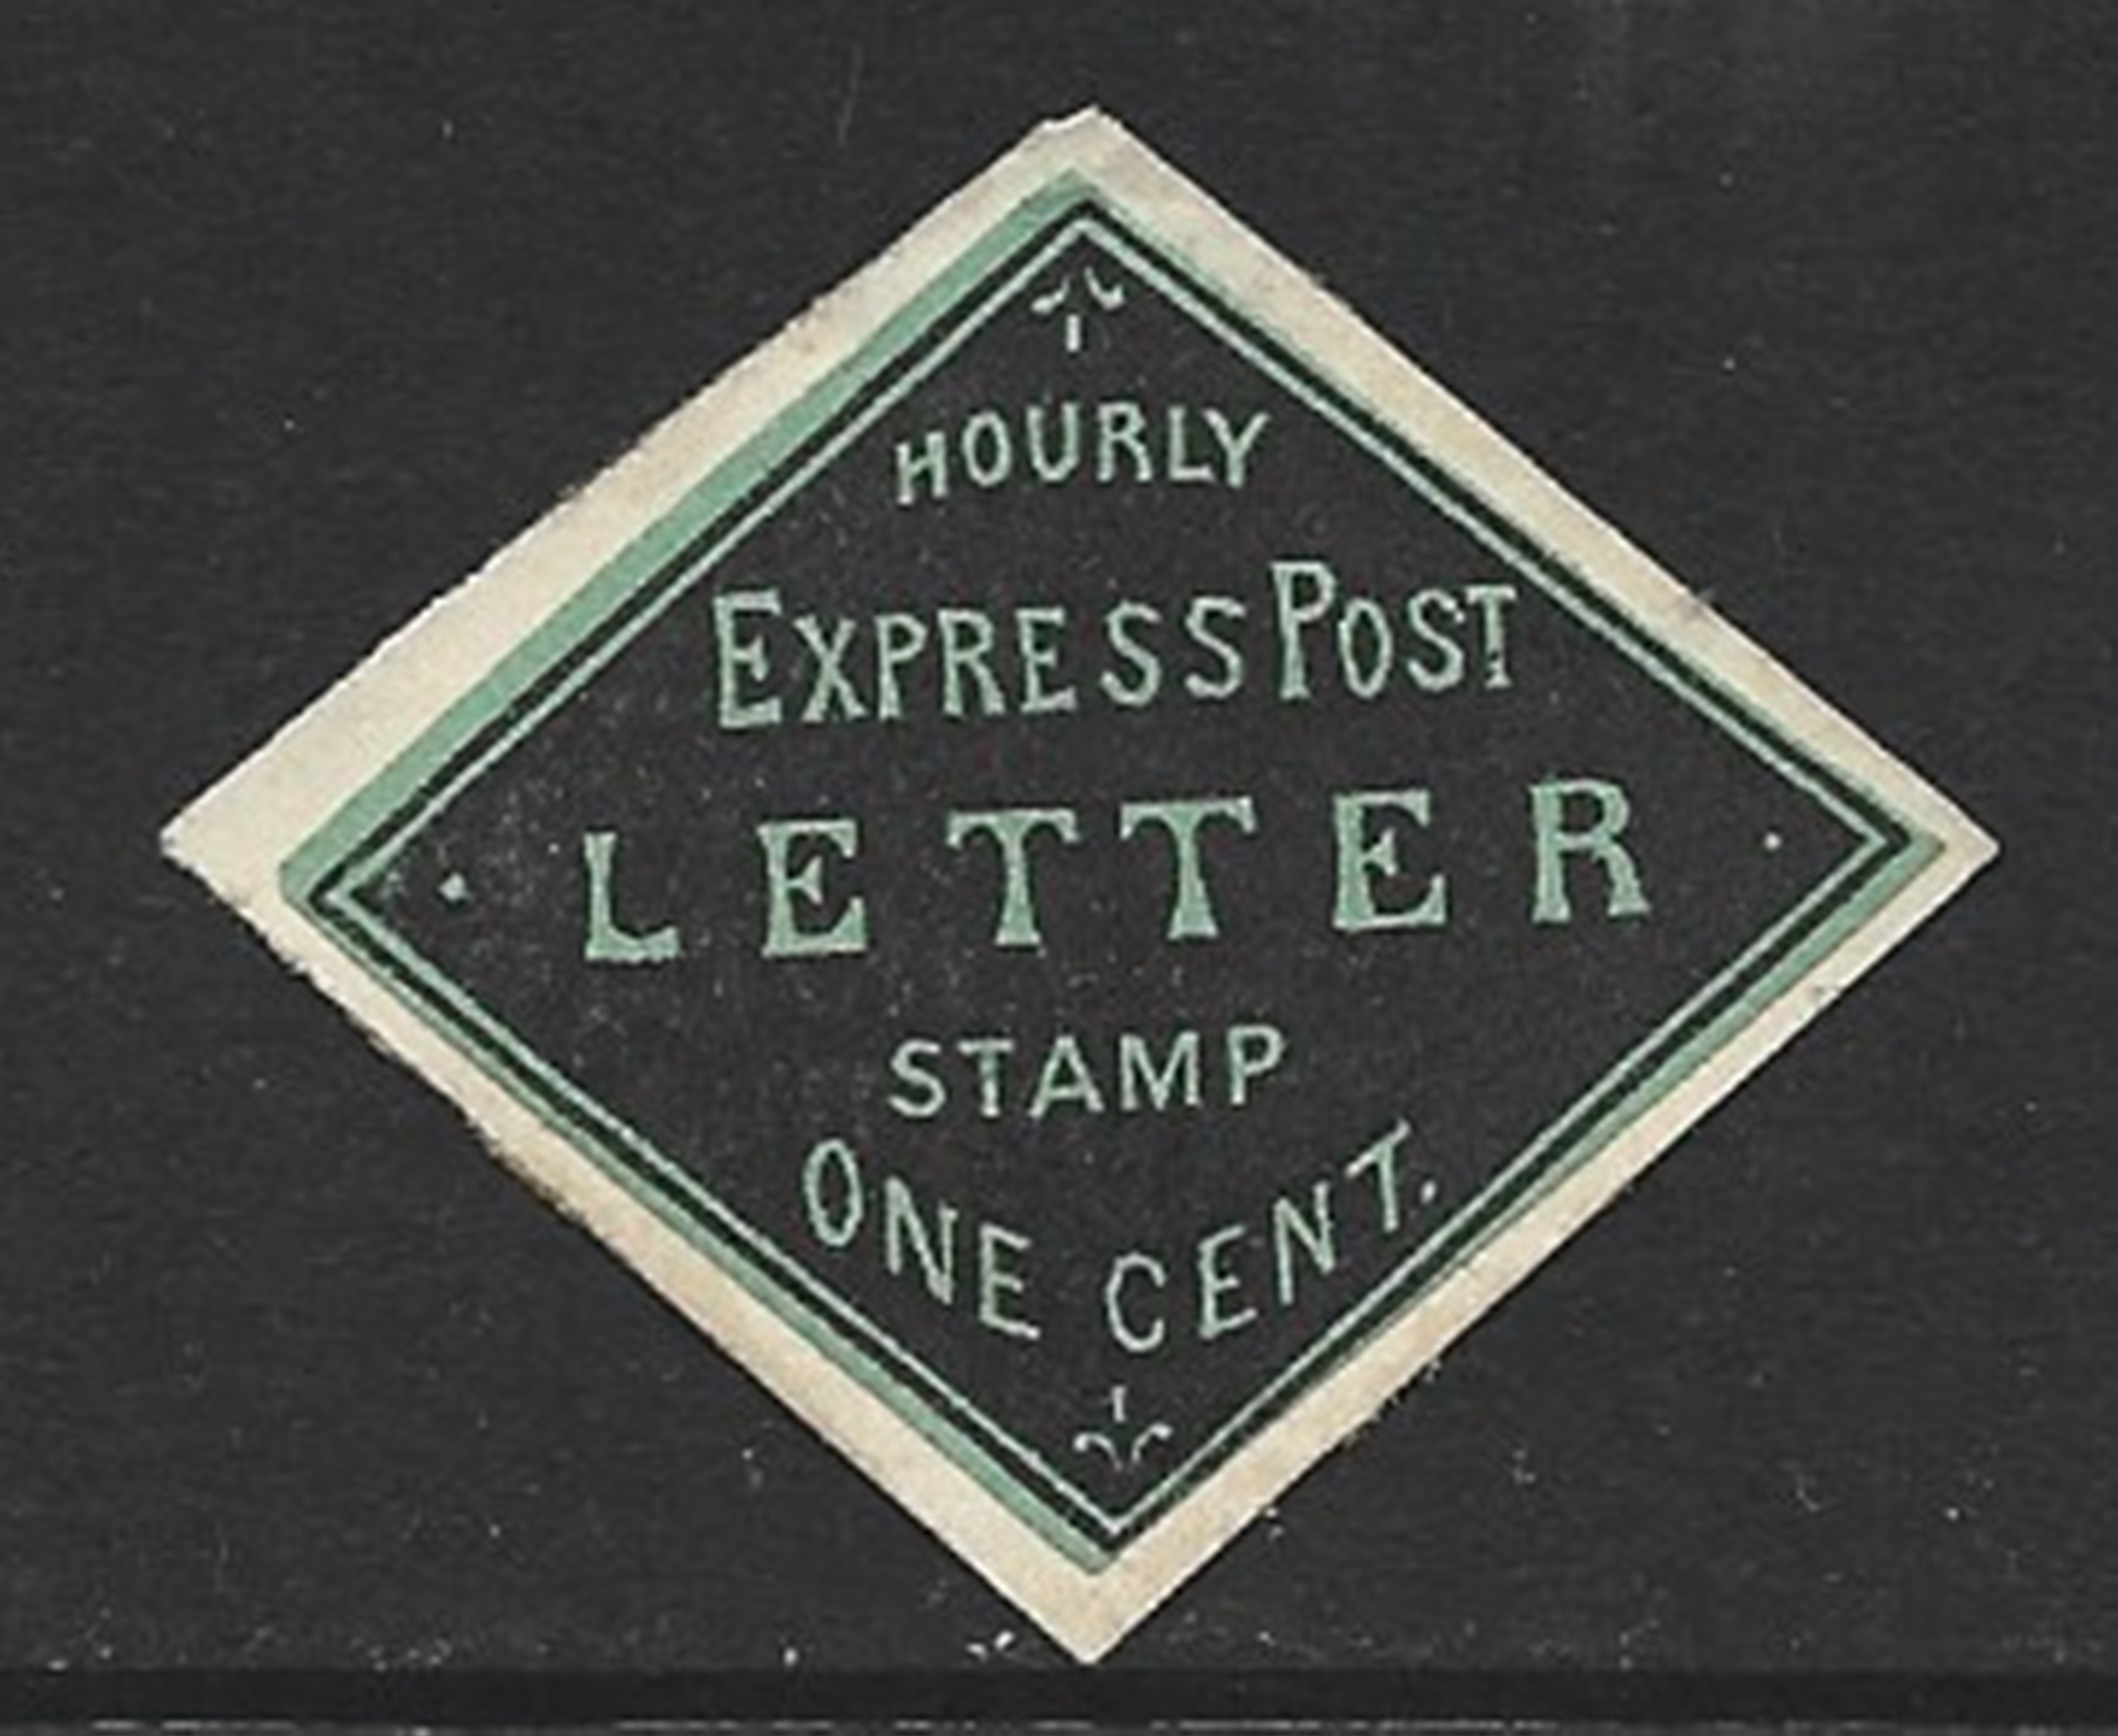 HOURLY
EXPRESS POST
LETTER
STAMP
ONE CENT.